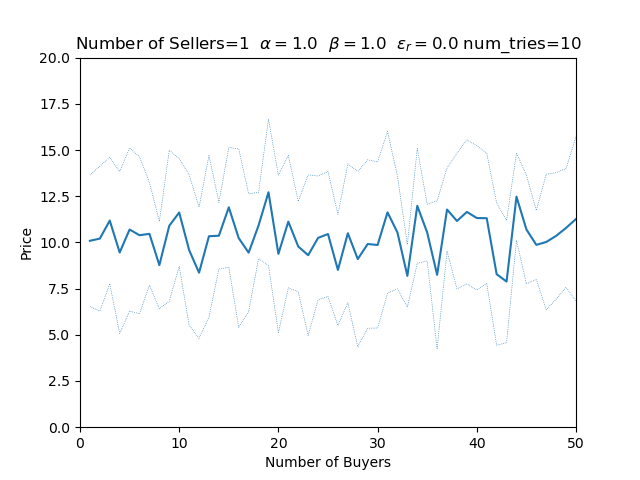 Number of Sellers=1 α = 1.0 β = 1.0 εr = 0.0 num_tries=10
20.0
17.5
15.0
12.5
10.0
7.5
5.0
2.5
0.0
Price
0 10 20 30 40 50
Number of Buyers